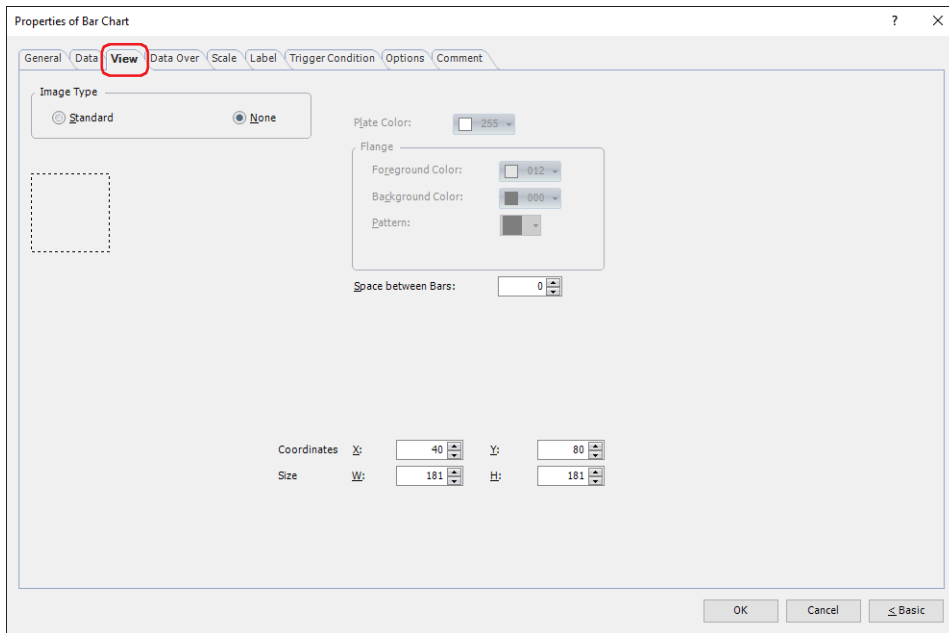 Properties of Bar Chart ?
General Data View Data Over Scale Label Trigger Condition Options Comment
Image Type
Standard None
Plate Color: 255
Flange
Foreground Color: 012
Background Color: 000
Pattern:
Space between Bars: 0
Coordinates X: 40 Y: 80
Size W: 181 H: 181
OK Cancel < Basic